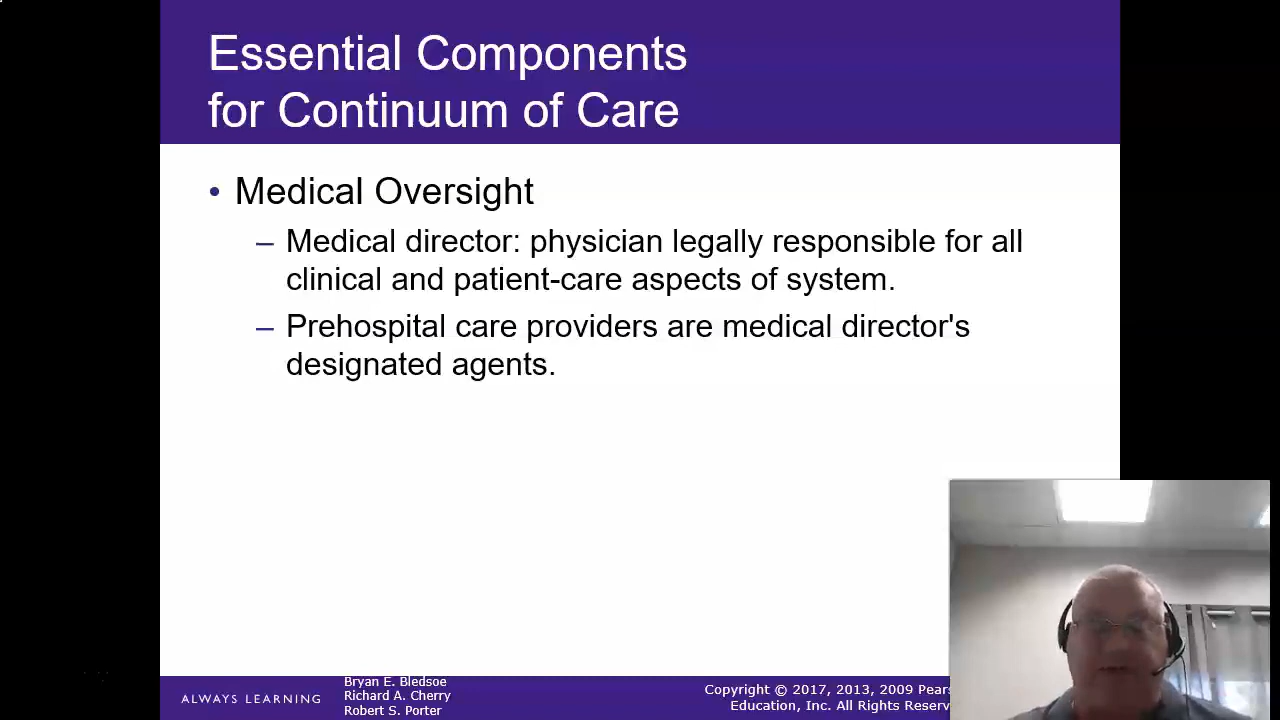 Essential Components
for Continuum of Care
• Medical Oversight
– Medical director: physician legally responsible for all
clinical and patient-care aspects of system.
– Prehospital care providers are medical director's
designated agents.
ALWAYS LEARNING
Bryan E. Bledsoe
Richard A. Cherry
Robert S. Porter
Copyright © 2017, 2013, 2009
Education, Inc. All Rights